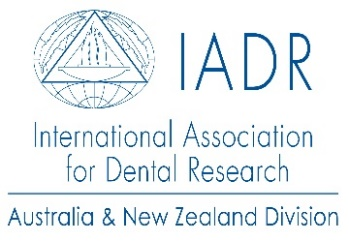 IADR
International Association
for Dental Research
Australia & New Zealand Division